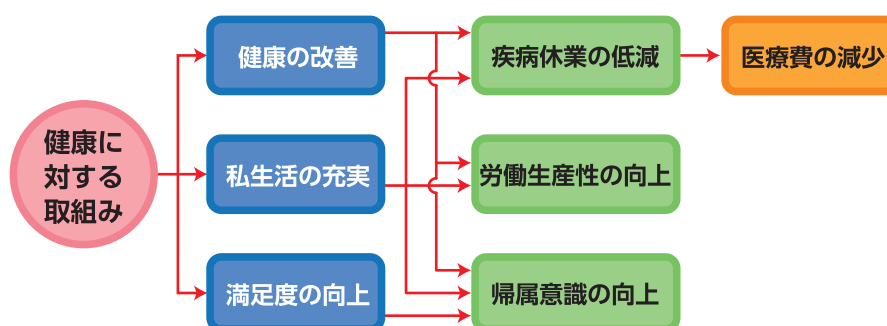 健康に
対する
取組み
健康の改善
私生活の充実
満足度の向上
疾病休業の低減
労働生産性の向上
帰属意識の向上
医療費の減少